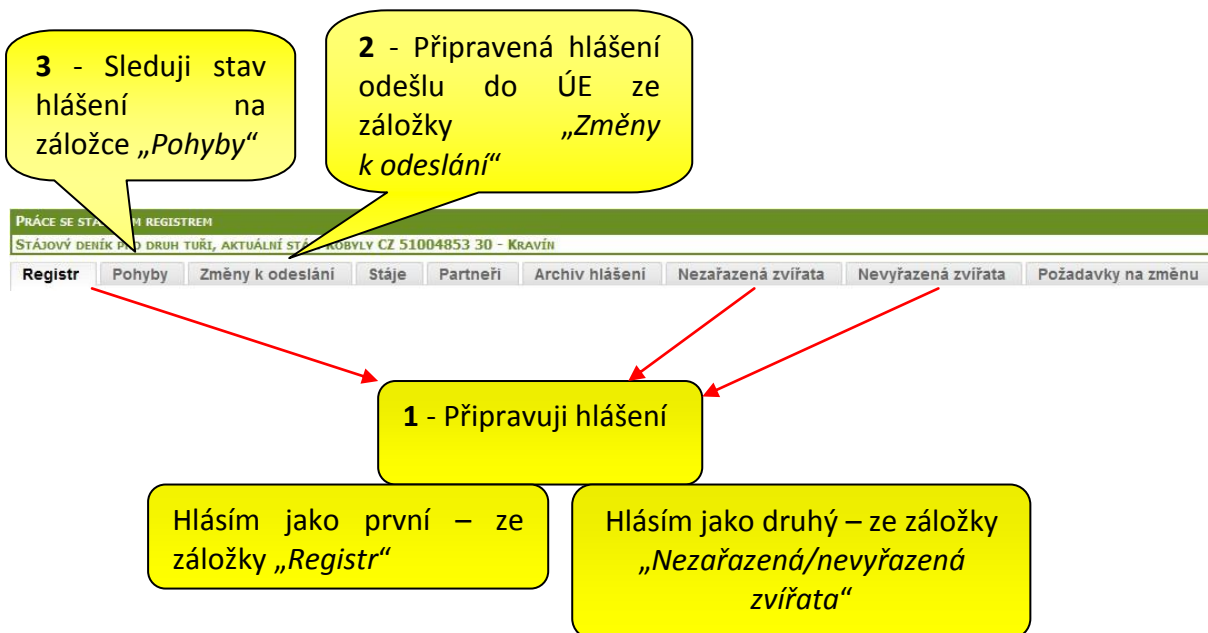 3 - Sleduji stav
hlášení na
záložce „Pohyby“
2 - Připravená hlášení
odešlu do ÚE ze
záložky „Změny
k odeslání“
PRÁCE SE M REGISTREM
STÁJOVÝ DENÍK DRUH TUŘI, AKTUÁLNÍ KOBYLY CZ 51004853 30 - KRAVÍN
Registr Pohyby Změny k odeslání Stáje Partneři Archiv hlášení Nezařazená zvířata Nevyřazená zvířata Požadavky na změnu
1 - Připravuji hlášení
Hlásím jako první – ze
záložky „Registr“
Hlásím jako druhý – ze záložky
„Nezařazená/nevyřazená
zvířata“